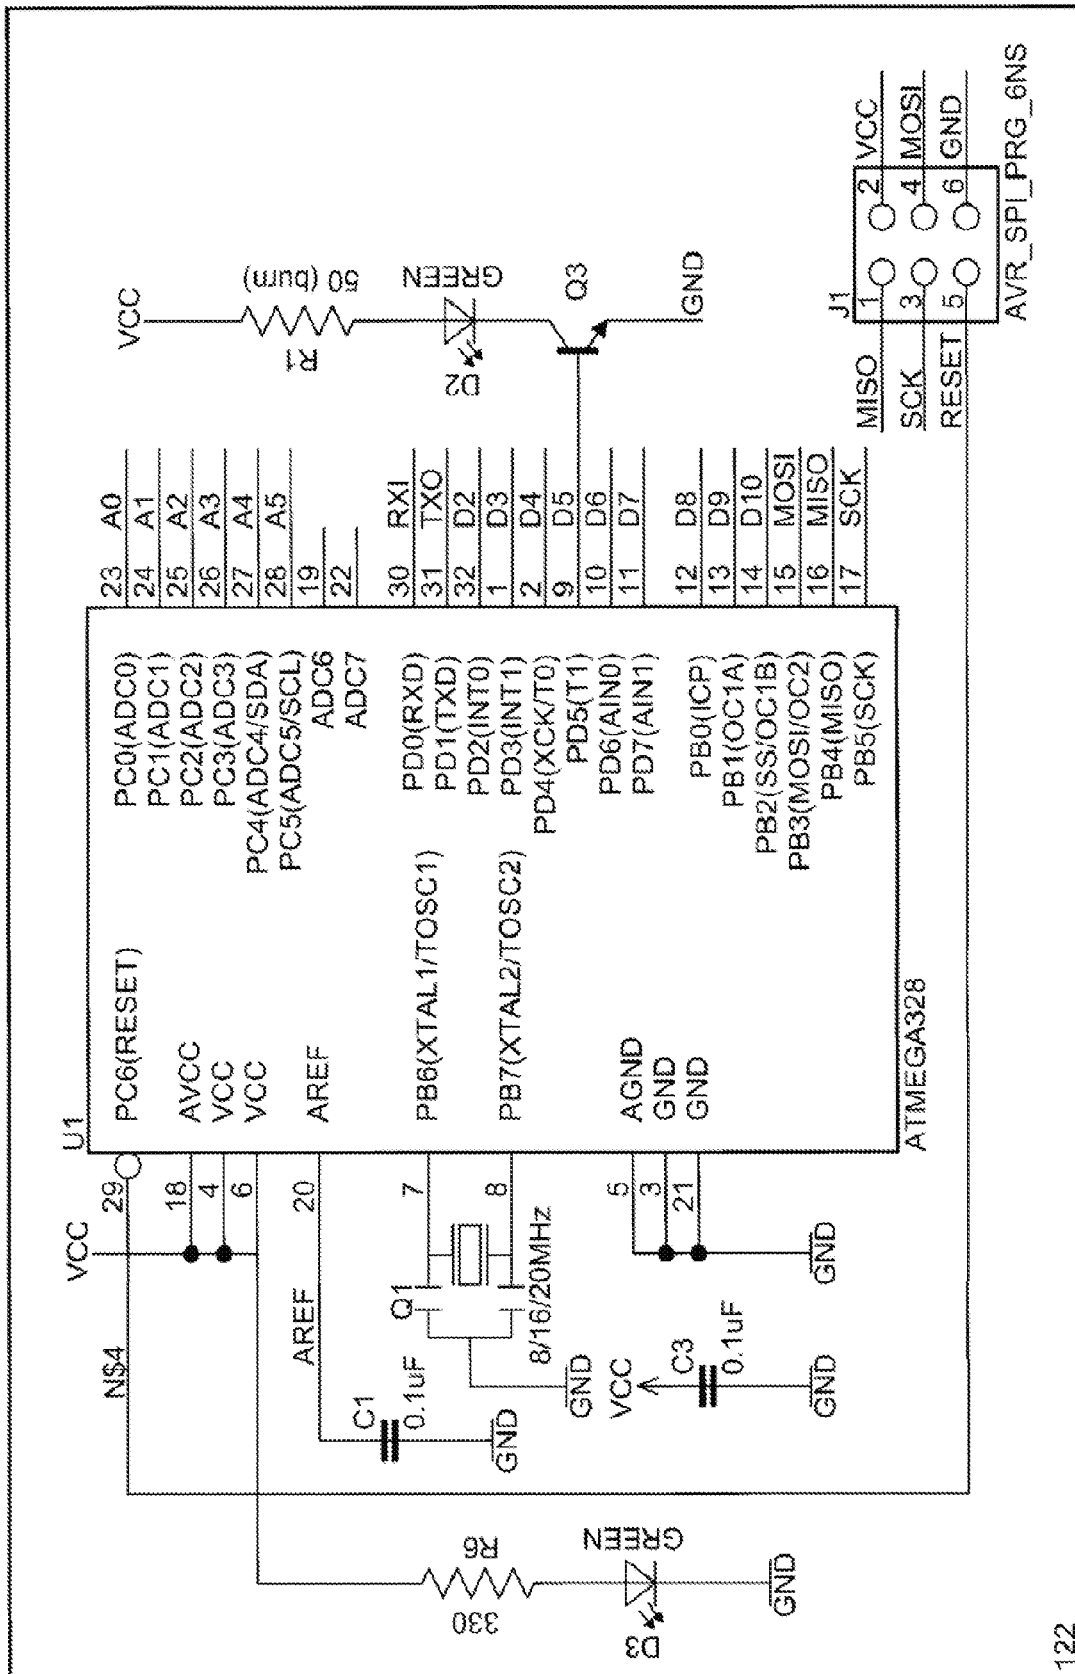 U1
VCC
N$4
29
PC6(RESET)
18
AVCC
4
VCC
6
VCC
20
AREF
AREF
C1
0.1uF
GND
7
PB6(XTAL1/TOSC1)
8
PB7(XTAL2/TOSC2)
Q1
8/16/20MHz
GND
VCC
C3
0.1uF
GND
5
AGND
3
GND
21
GND
GND
ATMEGA328
R6
330
GREEN
D3
GND
PC0(ADC0)
23
A0
PC1(ADC1)
24
A1
PC2(ADC2)
25
A2
PC3(ADC3)
26
A3
PC4(ADC4/SDA)
27
A4
PC5(ADC5/SCL)
28
A5
ADC6
19
ADC7
22
PD0(RXD)
30
RXI
PD1(TXD)
31
TXO
PD2(INT0)
32
D2
PD3(INT1)
1
D3
PD4(XCK/T0)
2
D4
PD5(T1)
9
D5
PD6(AIN0)
10
D6
PD7(AIN1)
11
D7
PB0(ICP)
12
D8
PB1(OC1A)
13
D9
PB2(SS/OC1B)
14
D10
PB3(MOSI/OC2)
15
MOSI
PB4(MISO)
16
MISO
PB5(SCK)
17
SCK
VCC
R1
50 (burn)
GREEN
D2
Q3
GND
J1
MISO
1
2
VCC
SCK
3
4
MOSI
RESET
5
6
GND
AVR_SPI_PRG_6NS
122